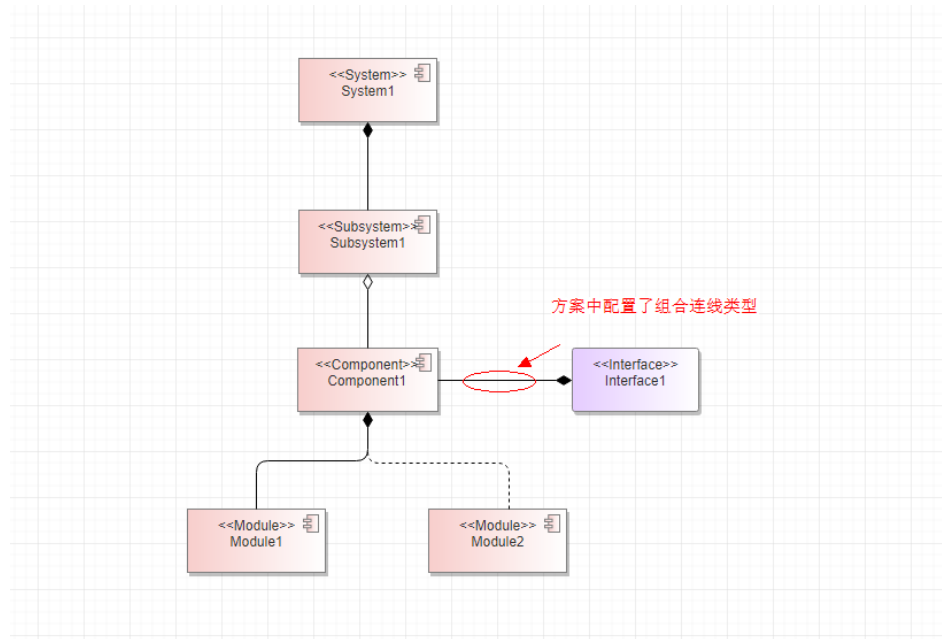 <<System>>
System1
<<Subsystem>>
Subsystem1
方案中配置了组合连线类型
<<Component>>
Component1
<<Interface>>
Interface1
<<Module>>
Module1
<<Module>>
Module2